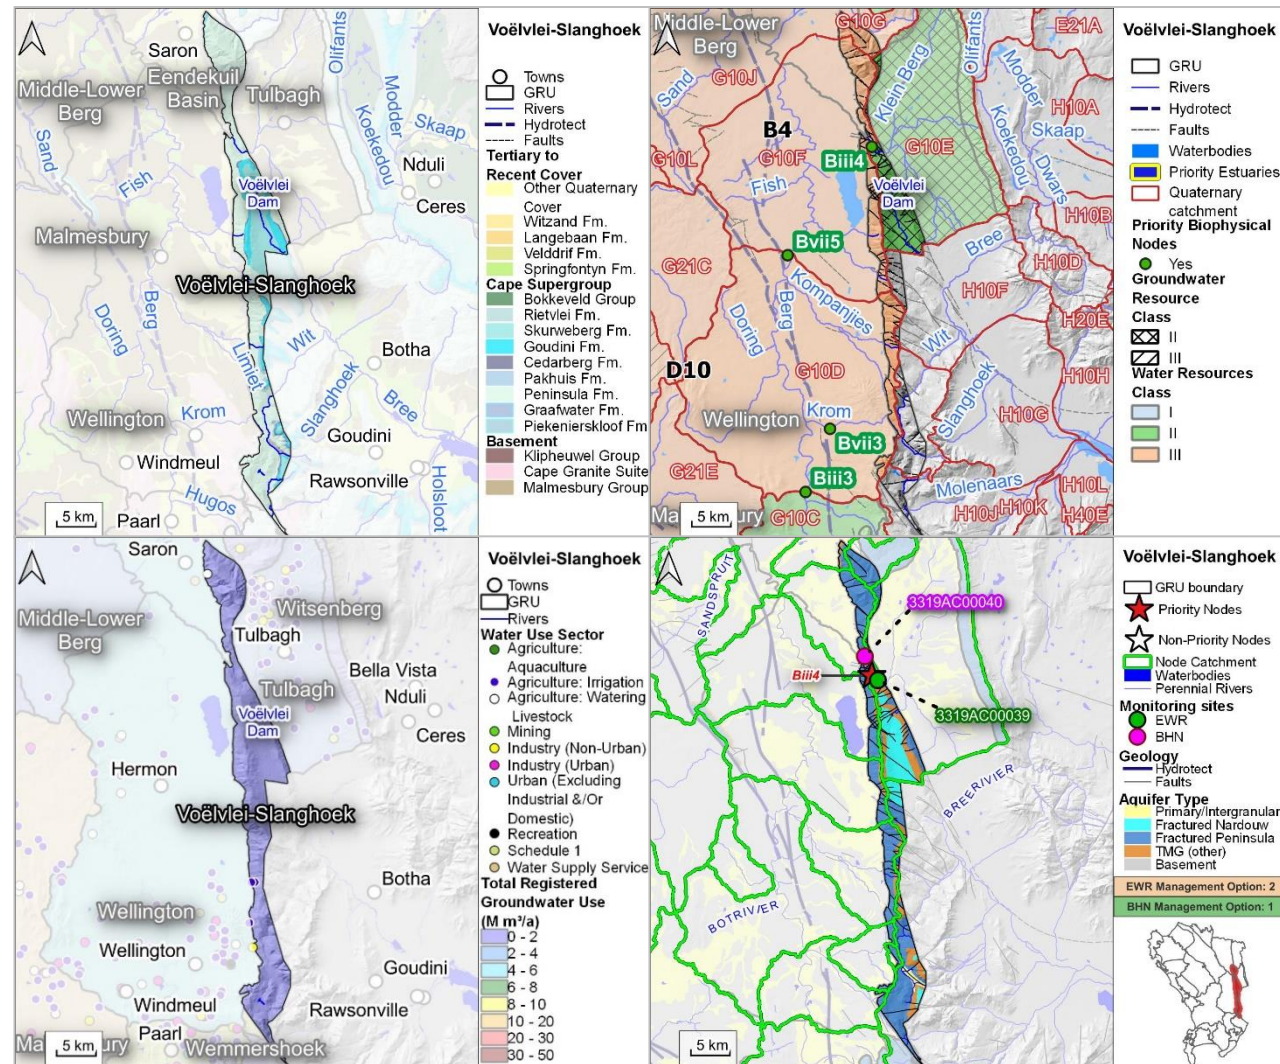 Saron
Eendekuil
Basin
Tulbagh
Middle-Lower
Berg
Olifants
Modder
Koekedou
Skaap
Sand
Fish
Nduli
Ceres
Voëlvlei
Dam
Malmesbury
Voëlvlei-Slanghoek
Doring
Berg
Limiet
Wit
Botha
Wellington
Krom
Slanghoek
Bree
Goudini
Windmeul
Rawsonville
Hugos
Holsloot
Paarl
5 km
Voëlvlei-Slanghoek
Towns
GRU
Rivers
Hydrotect
Faults
Tertiary to
Recent Cover
Other Quaternary
Cover
Witzand Fm.
Langebaan Fm.
Velddrif Fm.
Springfontyn Fm.
Cape Supergroup
Bokkeveld Group
Rietvlei Fm.
Skurweberg Fm.
Goudini Fm.
Cedarberg Fm.
Pakhuis Fm.
Peninsula Fm.
Graafwater Fm.
Piekenierskloof Fm
Basement
Klipheuwel Group
Cape Granite Suite
Malmesbury Group
Middle-Lower
Berg
G10G
E21A
G10J
Klein-Berg
Olifants
Modder
Sand
H10A
Koekedou
Skaap
B4
G10F
Biii4
G10E
Dwars
G10L
Fish
Voëlvlei
Dam
H10B
Bvii5
Bree
H10D
G21C
Kompanjies
H10F
Doring
Berg
Wit
H20E
D10
G10D
H10H
Wellington
Krom
Slanghoek
H10G
Bvii3
G21E
Biii3
Molenaars
H10L
G10C
H10J
H10K
H40E
5 km
Voëlvlei-Slanghoek
GRU
Rivers
Hydrotect
Faults
Waterbodies
Priority Estuaries
Quaternary
catchment
Priority Biophysical
Nodes
Yes
Groundwater
Resource
Class
II
III
Water Resources
Class
I
II
III
Saron
Middle-Lower
Berg
Witsenberg
Tulbagh
Bella Vista
Nduli
Tulbagh
Voëlvlei
Dam
Ceres
Hermon
Voëlvlei-Slanghoek
Botha
Wellington
Wellington
Goudini
Windmeul
Rawsonville
Paarl
Wemmershoek
5 km
Voëlvlei-Slanghoek
Towns
GRU
Rivers
Water Use Sector
Agriculture:
Aquaculture
Agriculture: Irrigation
Agriculture: Watering
Livestock
Mining
Industry (Non-Urban)
Industry (Urban)
Urban (Excluding
Industrial &/Or
Domestic)
Recreation
Schedule 1
Water Supply Service
Total Registered
Groundwater Use
(M m³/a)
0 - 2
2 - 4
4 - 6
6 - 8
8 - 10
10 - 20
20 - 30
30 - 50
SANDSPRUIT
3319AC00040
Biii4
3319AC00039
BREERIVIER
BOTRIVIER
5 km
Voëlvlei-Slanghoek
GRU boundary
Priority Nodes
Non-Priority Nodes
Node Catchment
Waterbodies
Perennial Rivers
Monitoring sites
EWR
BHN
Geology
Hydrotect
Faults
Aquifer Type
Primary/Intergranular
Fractured Nardouw
Fractured Peninsula
TMG (other)
Basement
EWR Management Option: 2
BHN Management Option: 1